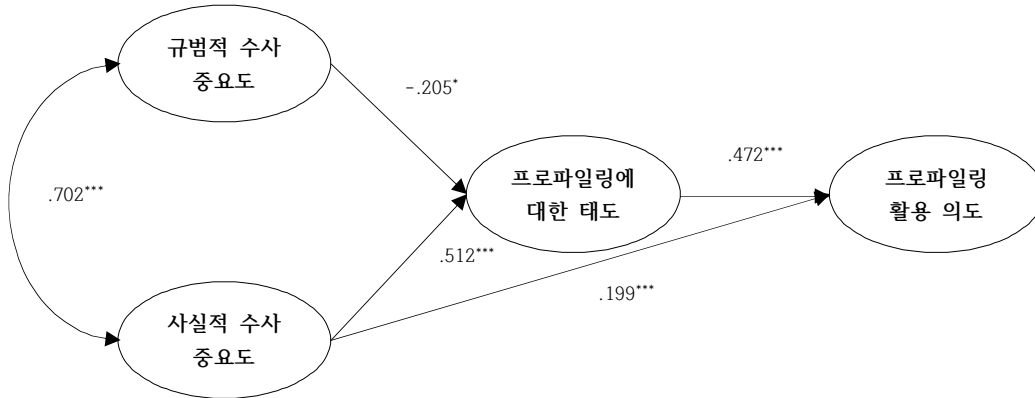 규범적 수사
중요도
-.205*
.702***
프로파일링에
대한 태도
.472***
프로파일링
활용 의도
.512***
.199***
사실적 수사
중요도